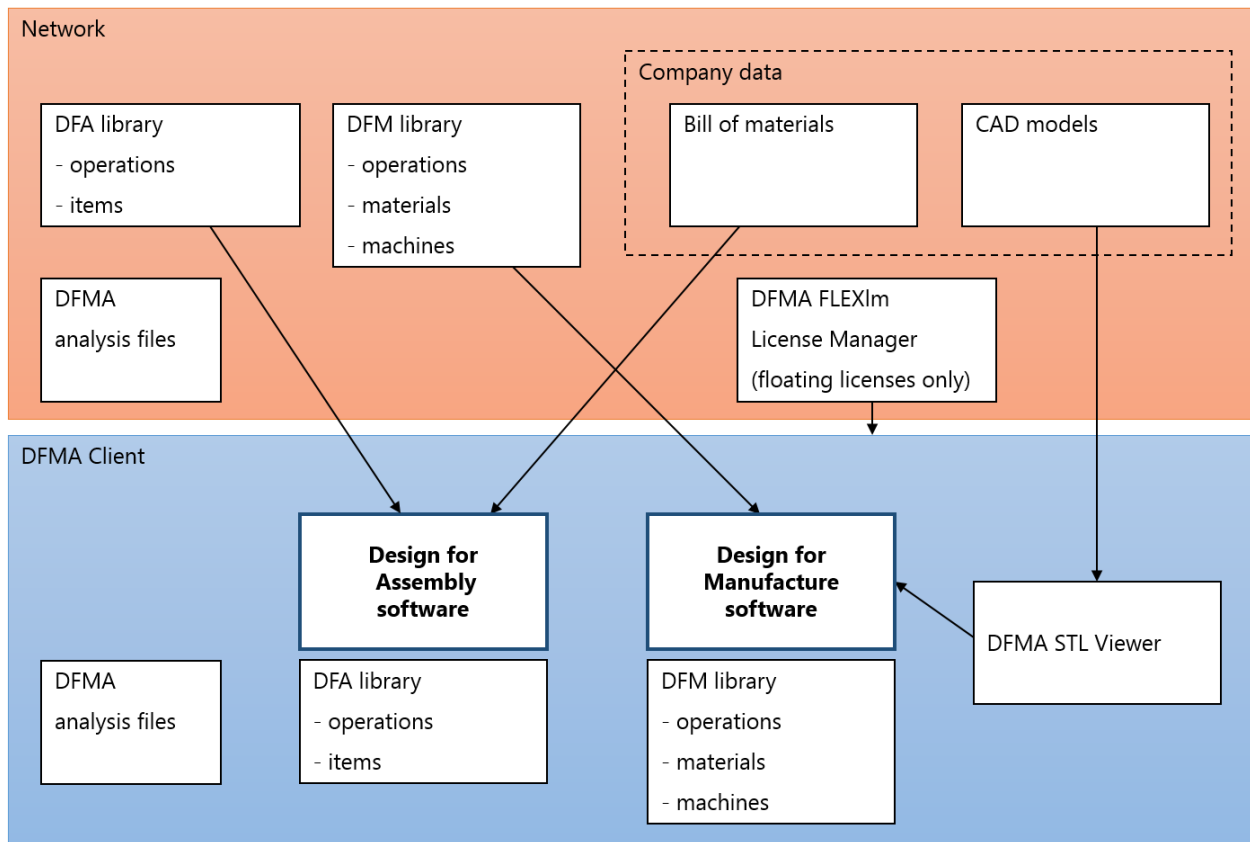 Network
Company data
DFA library
- operations
- items
DFM library
- operations
- materials
- machines
Bill of materials
CAD models
DFMA
analysis files
DFMA FLEXlm
License Manager
(floating licenses only)
DFMA Client
Design for
Assembly
software
Design for
Manufacture
software
DFMA STL Viewer
DFMA
analysis files
DFA library
- operations
- items
DFM library
- operations
- materials
- machines